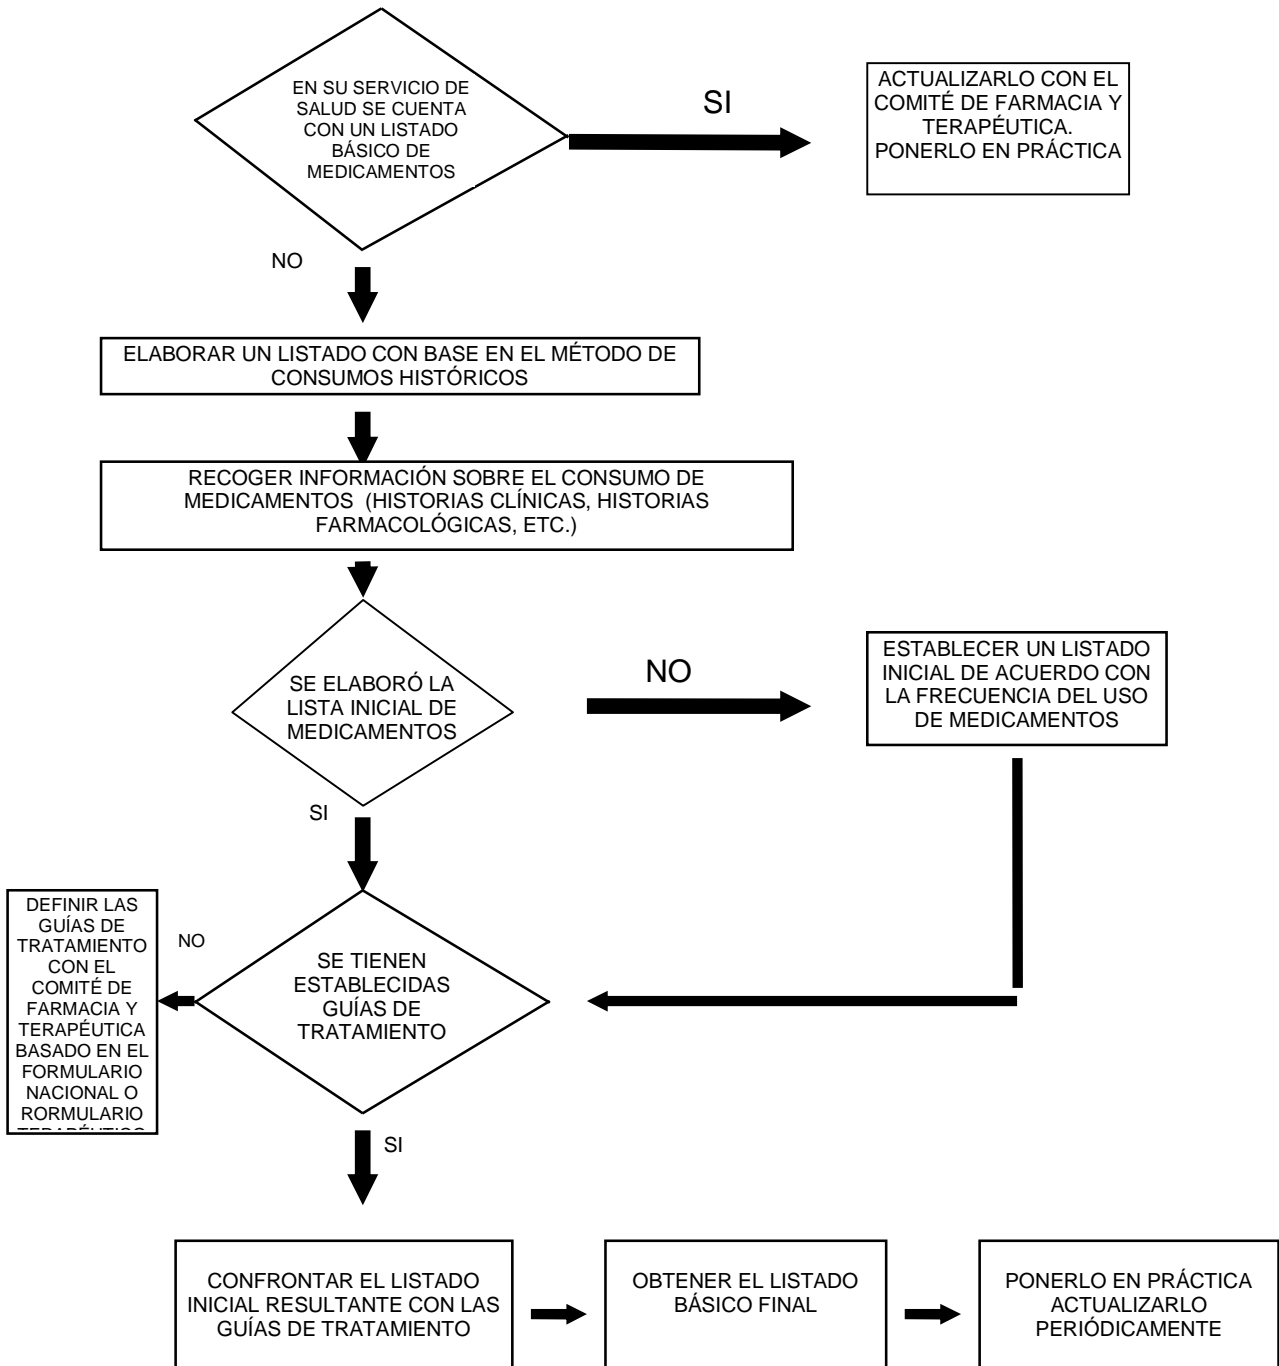 EN SU SERVICIO DE
SALUD SE CUENTA
CON UN LISTADO
BÁSICO DE
MEDICAMENTOS
SI
ACTUALIZARLO CON EL
COMITÉ DE FARMACIA Y
TERAPÉUTICA.
PONERLO EN PRÁCTICA
NO
ELABORAR UN LISTADO CON BASE EN EL MÉTODO DE
CONSUMOS HISTÓRICOS
RECOGER INFORMACIÓN SOBRE EL CONSUMO DE
MEDICAMENTOS (HISTORIAS CLÍNICAS, HISTORIAS
FARMACOLÓGICAS, ETC.)
SE ELABORÓ LA
LISTA INICIAL DE
MEDICAMENTOS
NO
ESTABLECER UN LISTADO
INICIAL DE ACUERDO CON
LA FRECUENCIA DEL USO
DE MEDICAMENTOS
SI
DEFINIR LAS
GUÍAS DE
TRATAMIENTO
CON EL
COMITÉ DE
FARMACIA Y
TERAPÉUTICA
BASADO EN EL
FORMULARIO
NACIONAL O
RORMULARIO
NO
SE TIENEN
ESTABLECIDAS
GUÍAS DE
TRATAMIENTO
SI
CONFRONTAR EL LISTADO
INICIAL RESULTANTE CON LAS
GUÍAS DE TRATAMIENTO
OBTENER EL LISTADO
BÁSICO FINAL
PONERLO EN PRÁCTICA
ACTUALIZARLO
PERIÓDICAMENTE